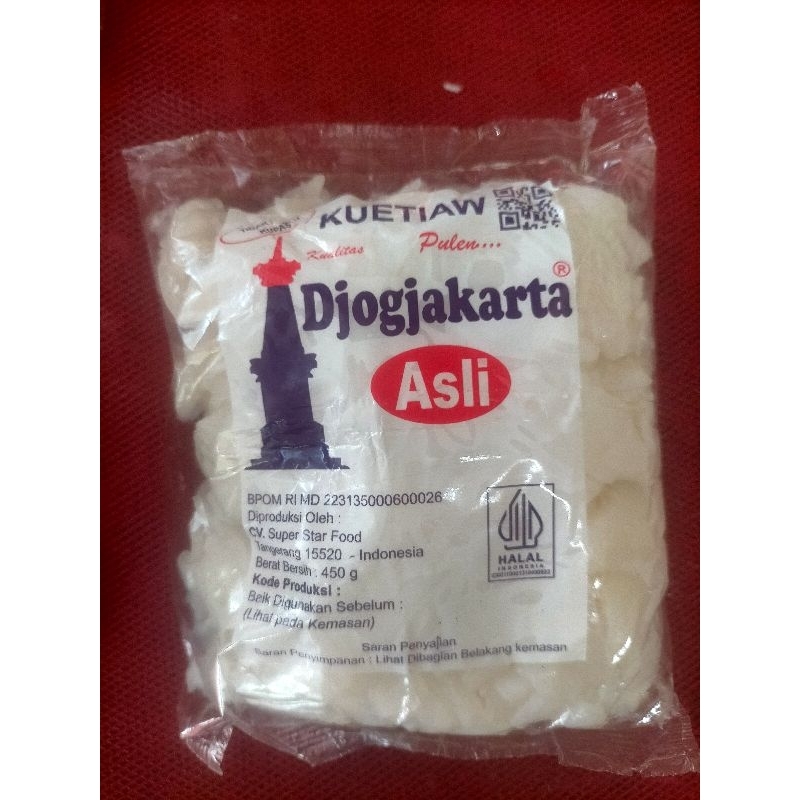 KUETIAW
Kualitas Pulen...
Djogjakarta®
Asli
BPOM RI MD 223135000600026
Diproduksi Oleh :
CV. Super Star Food
Tangerang 15520 - Indonesia
Berat Bersih : 450 g
Kode Produksi :
Baik Digunakan Sebelum :
(Lihat pada Kemasan)
HALAL
INDONESIA
Saran Penyajian
Saran Penyimpanan : Lihat Dibagian Belakang kemasan